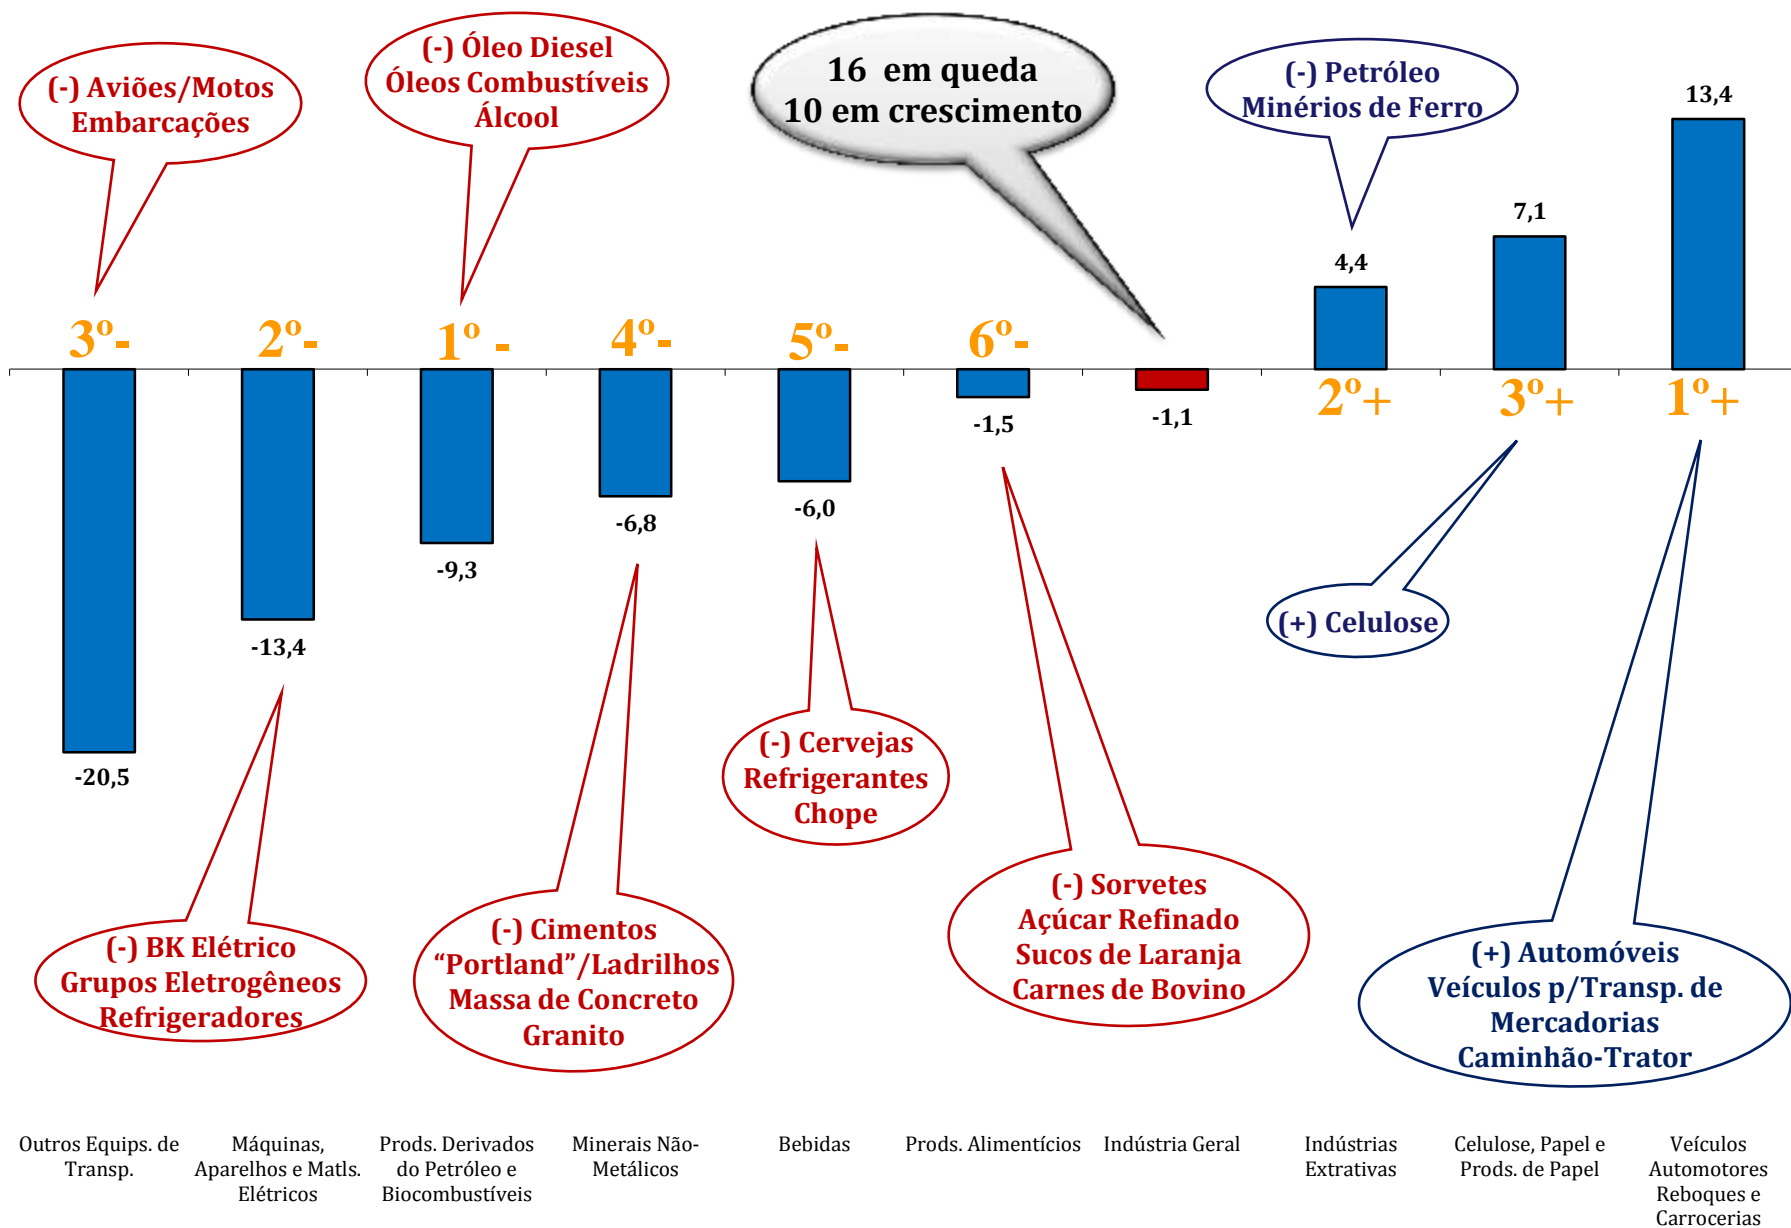 (-) Aviões/Motos
Embarcações
(-) Óleo Diesel
Óleos Combustíveis
Álcool
16 em queda
10 em crescimento
(-) Petróleo
Minérios de Ferro
13,4
7,1
4,4
3º-
2º-
1º -
4º-
5º-
6º-
2º+
3º+
1º+
-20,5
-13,4
-9,3
-6,8
-6,0
-1,5
-1,1
(+) Celulose
(-) Cervejas
Refrigerantes
Chope
(-) BK Elétrico
Grupos Eletrogêneos
Refrigeradores
(-) Cimentos
“Portland”/Ladrilhos
Massa de Concreto
Granito
(-) Sorvetes
Açúcar Refinado
Sucos de Laranja
Carnes de Bovino
(+) Automóveis
Veículos p/Transp. de
Mercadorias
Caminhão-Trator
Outros Equips. de
Transp.
Máquinas,
Aparelhos e Matls.
Elétricos
Prods. Derivados
do Petróleo e
Biocombustíveis
Minerais Não-
Metálicos
Bebidas
Prods. Alimentícios
Indústria Geral
Indústrias
Extrativas
Celulose, Papel e
Prods. de Papel
Veículos
Automotores
Reboques e
Carrocerias